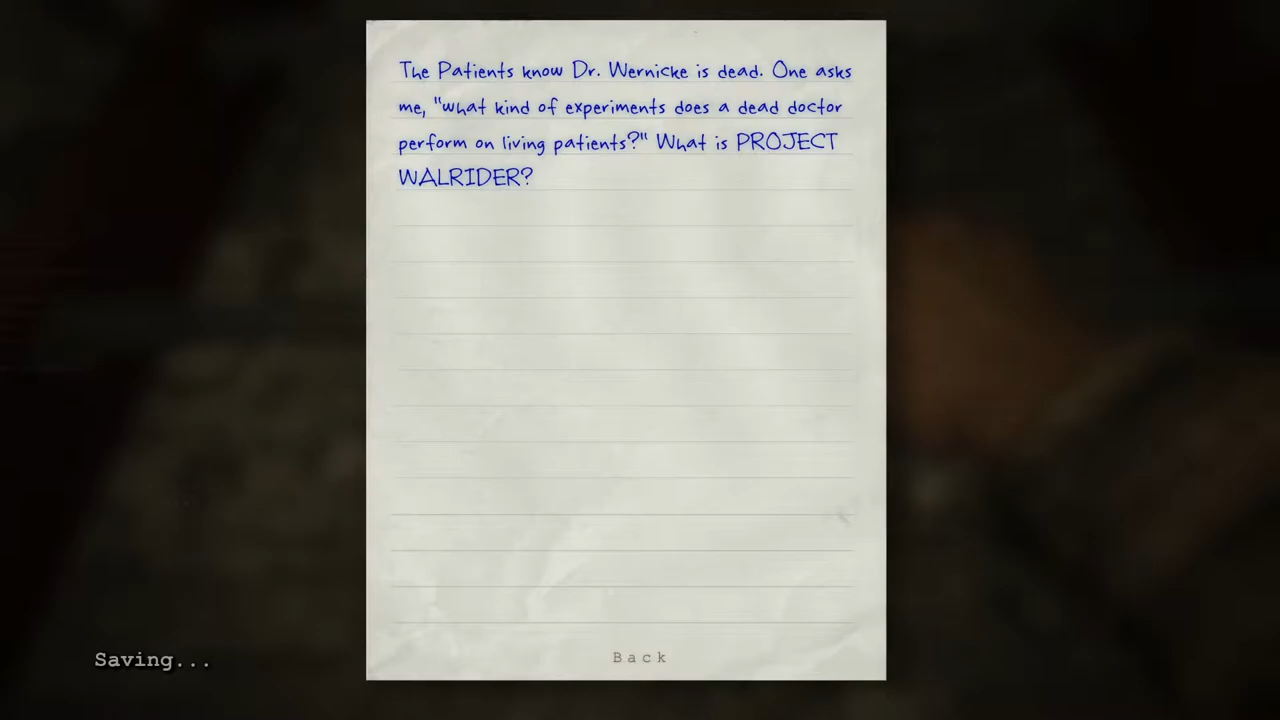 The Patients know Dr. Wernicke is dead. One asks
me, "what kind of experiments does a dead doctor
perform on living patients?" What is PROJECT
WALRIDER?
Saving...
Back